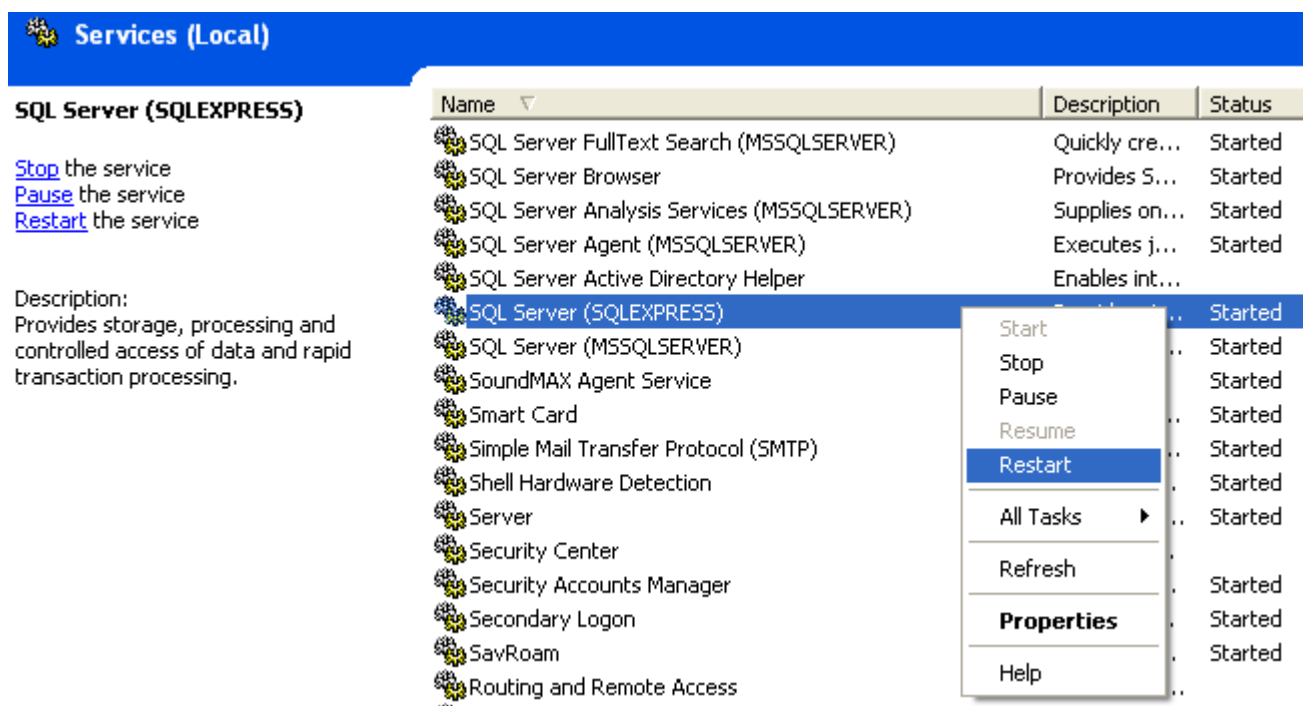 Services (Local)
SQL Server (SQLEXPRESS)
Stop the service
Pause the service
Restart the service
Description:
Provides storage, processing and
controlled access of data and rapid
transaction processing.
Name Description Status
SQL Server FullText Search (MSSQLSERVER) Quickly cre... Started
SQL Server Browser Provides S... Started
SQL Server Analysis Services (MSSQLSERVER) Supplies on... Started
SQL Server Agent (MSSQLSERVER) Executes j... Started
SQL Server Active Directory Helper Enables int...
SQL Server (SQLEXPRESS) Started
SQL Server (MSSQLSERVER) Started
SoundMAX Agent Service Started
Smart Card Started
Simple Mail Transfer Protocol (SMTP) Started
Shell Hardware Detection Started
Server Started
Security Center
Security Accounts Manager Started
Secondary Logon Started
SavRoam Started
Routing and Remote Access
Start
Stop
Pause
Resume
Restart
All Tasks
Refresh
Properties
Help